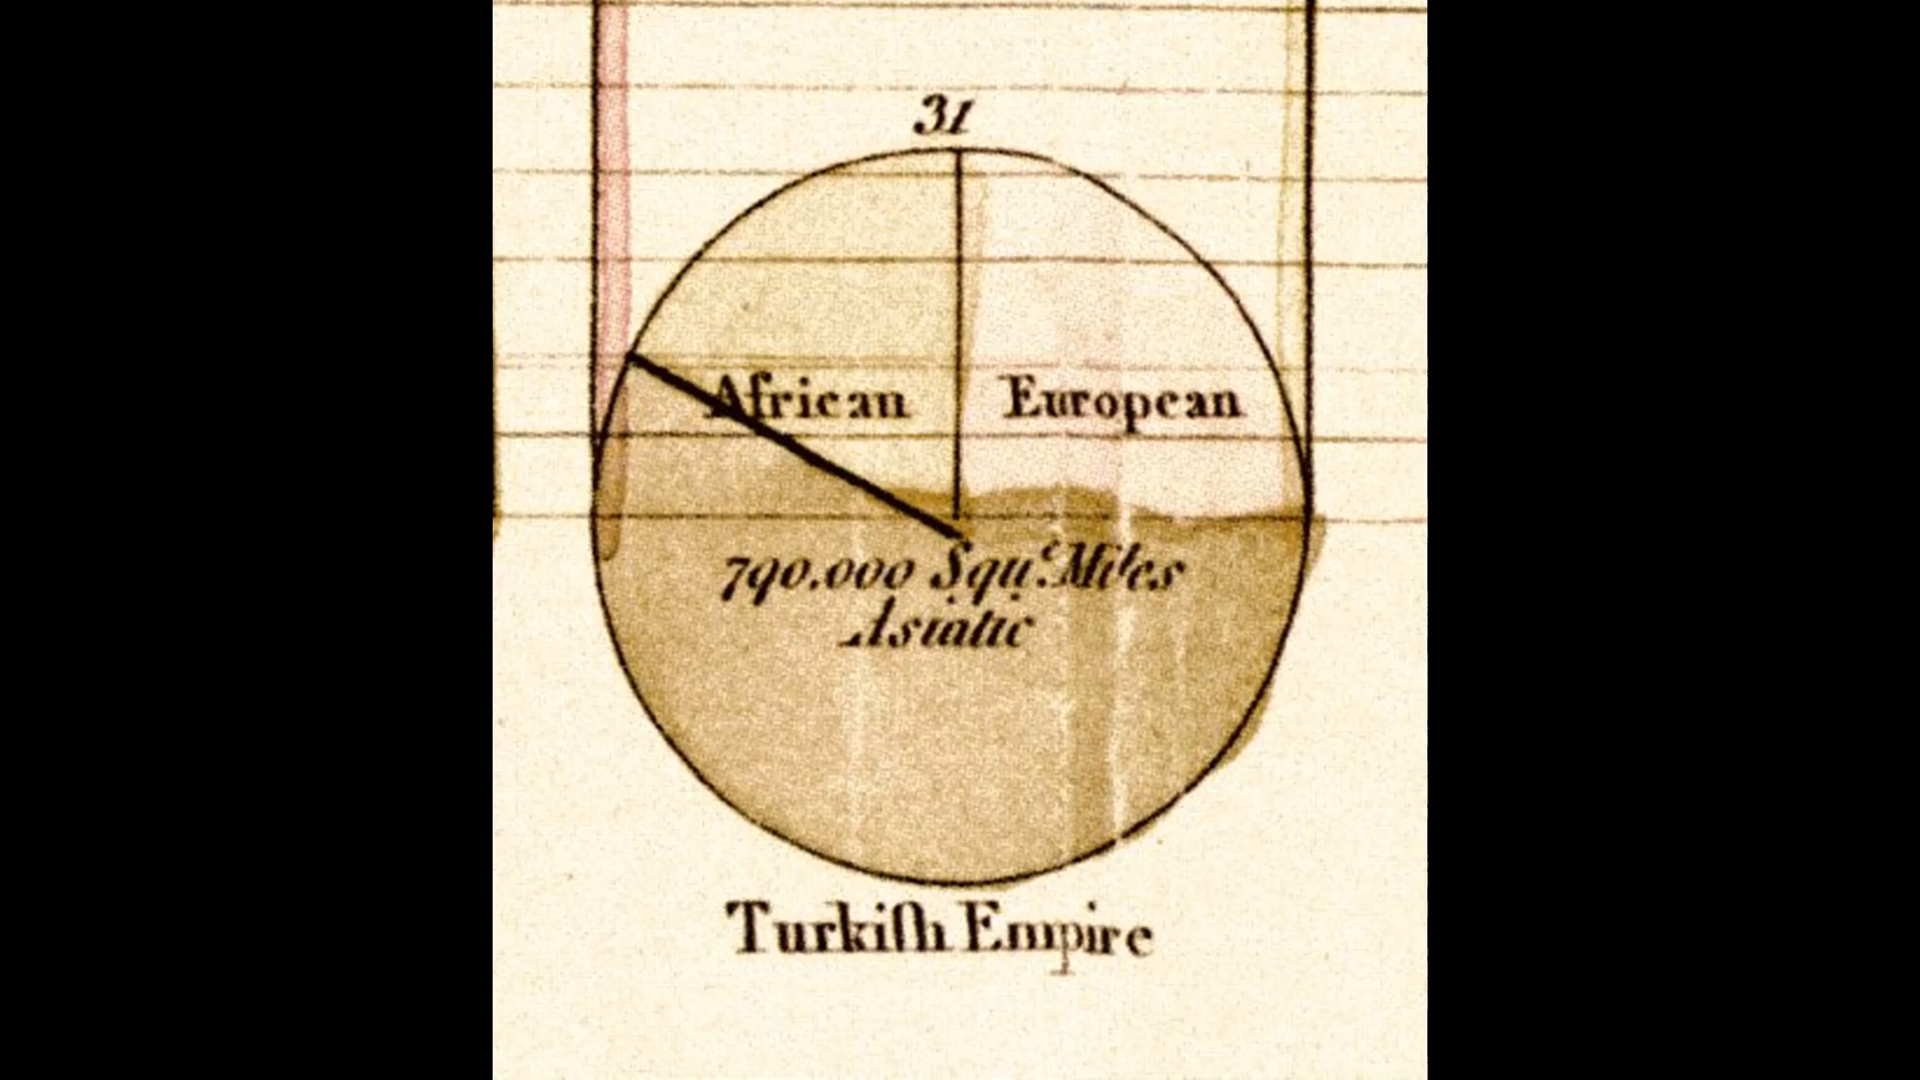 31
African European
790.000 Squ.e Miles
Asiatic
Turkiſh Empire